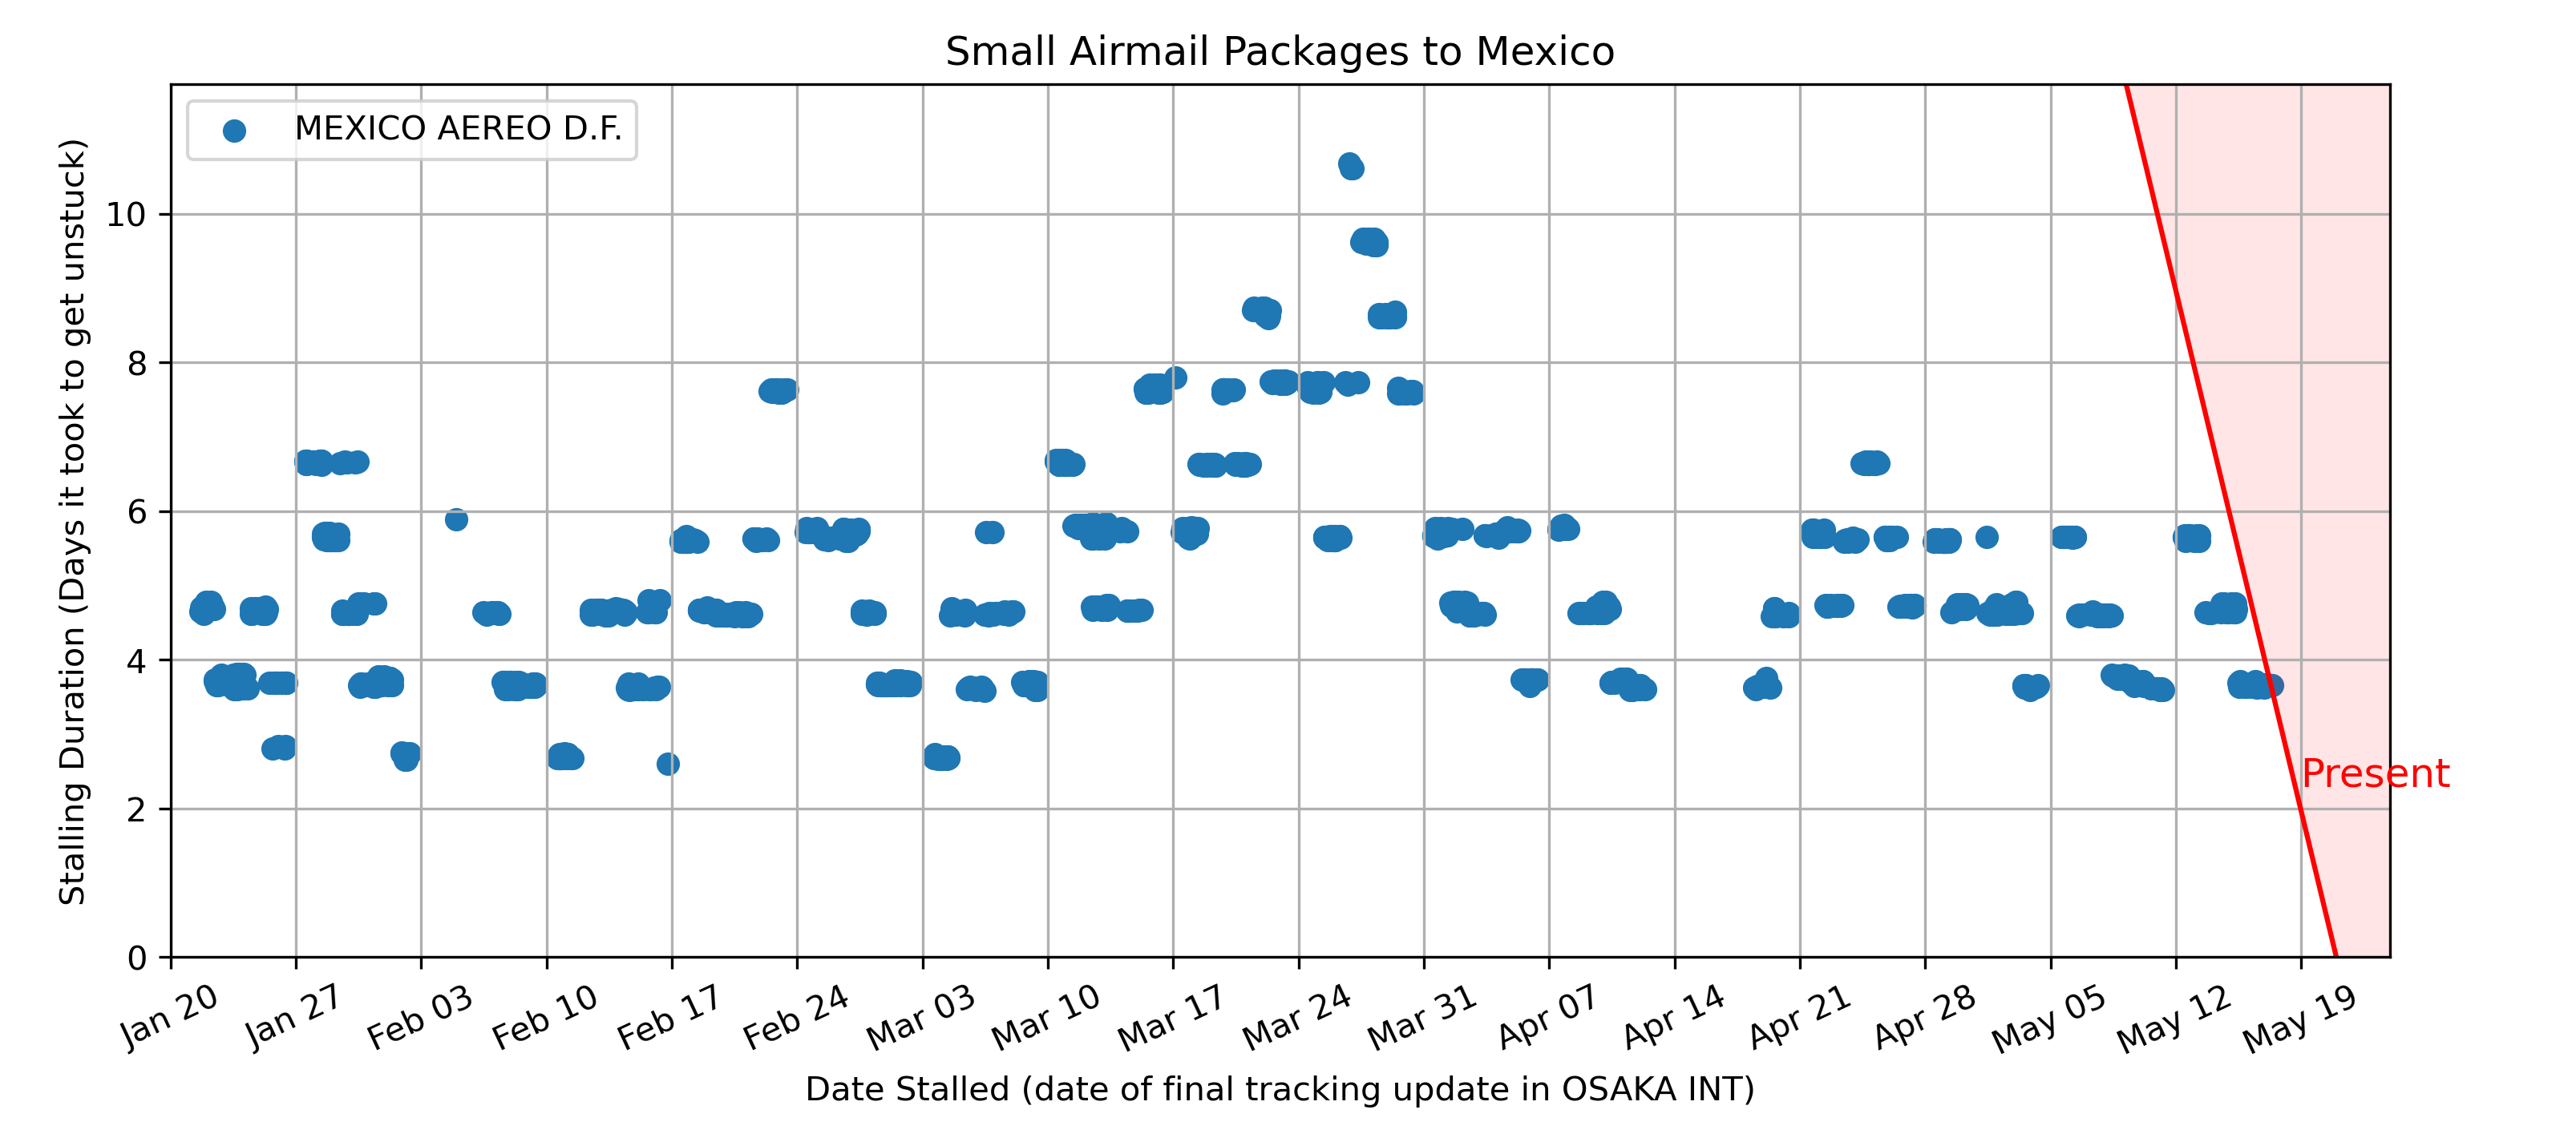 Small Airmail Packages to Mexico
MEXICO AEREO D.F.
Stalling Duration (Days it took to get unstuck)
10
8
6
4
2
0
Present
Jan 20
Jan 27
Feb 03
Feb 10
Feb 17
Feb 24
Mar 03
Mar 10
Mar 17
Mar 24
Mar 31
Apr 07
Apr 14
Apr 21
Apr 28
May 05
May 12
May 19
Date Stalled (date of final tracking update in OSAKA INT)